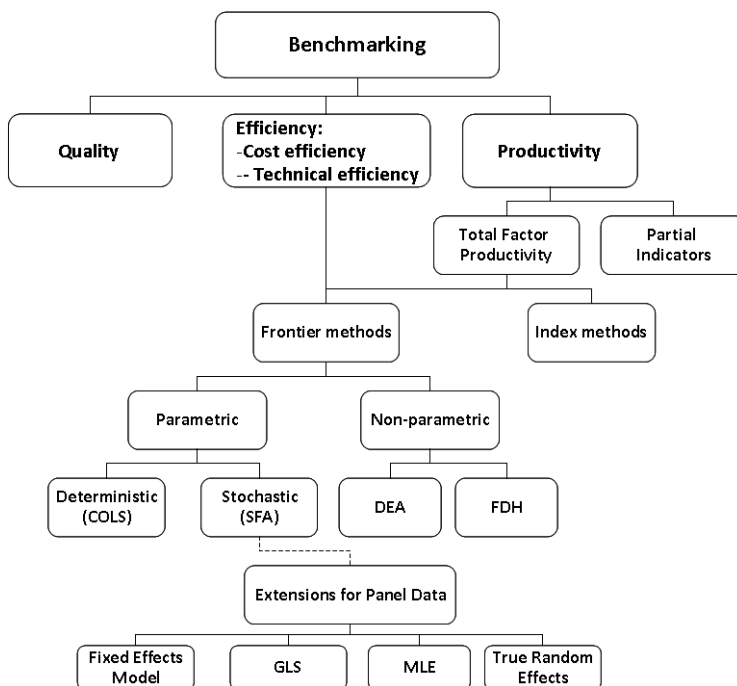 Benchmarking
Quality
Efficiency:
-Cost efficiency
-- Technical efficiency
Productivity
Total Factor
Productivity
Partial
Indicators
Frontier methods
Index methods
Parametric
Non-parametric
Deterministic
(COLS)
Stochastic
(SFA)
DEA
FDH
Extensions for Panel Data
Fixed Effects
Model
GLS
MLE
True Random
Effects